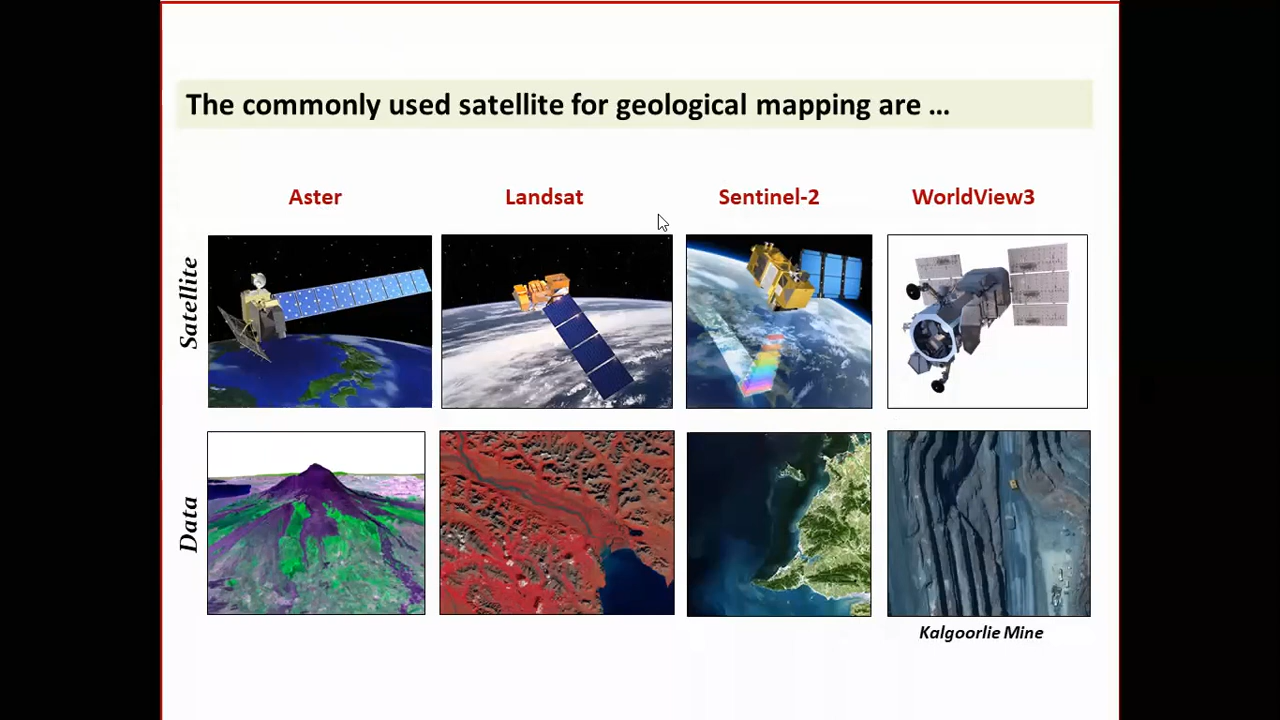 The commonly used satellite for geological mapping are ...
Aster
Landsat
Sentinel-2
WorldView3
Satellite
Data
Kalgoorlie Mine